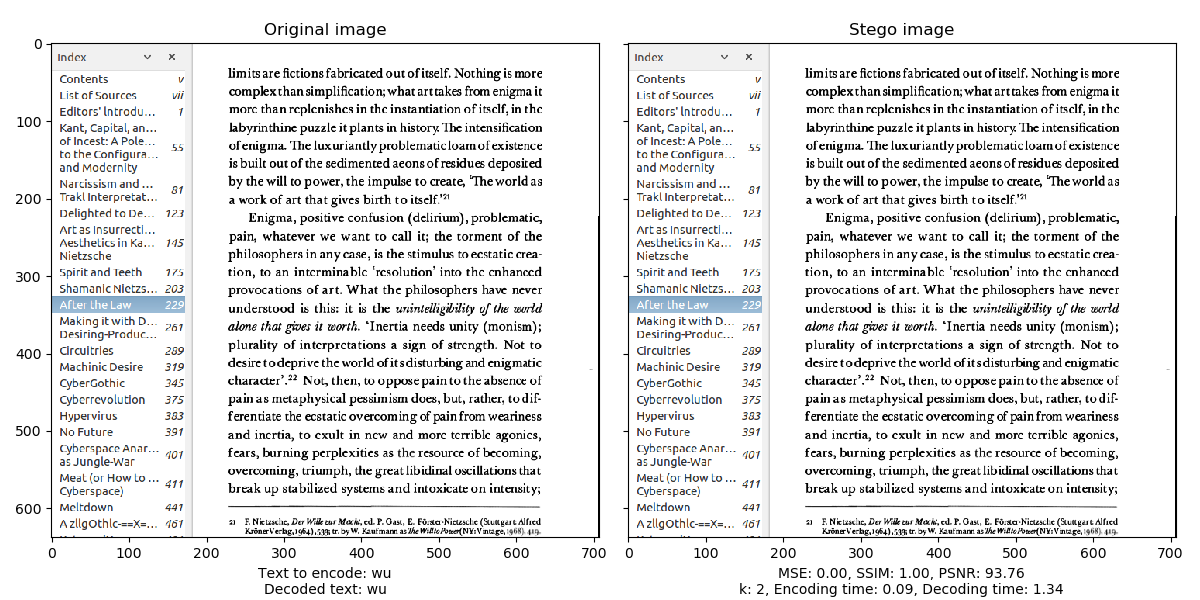 Original image
Index
Contents v
List of Sources vii
Editors' Introdu... 1
Kant, Capital, an...
of Incest: A Pole... 55
to the Configura...
and Modernity
Narcissism and ... 81
Trakl Interpretat...
Delighted to De... 123
Art as Insurrecti...
Aesthetics in Ka... 145
Nietzsche
Spirit and Teeth 175
Shamanic Nietzs... 203
After the Law 229
Making it with D... 261
Desiring-Produc...
Circuitries 289
Machinic Desire 319
CyberGothic 345
Cyberrevolution 375
Hypervirus 383
No Future 391
Cyberspace Anar... 401
as Jungle-War
Meat (or How to ... 411
Cyberspace)
Meltdown 441
A zIIgOthIc-==X=... 461
limits are fictions fabricated out of itself. Nothing is more
complex than simplification; what art takes from enigma it
more than replenishes in the instantiation of itself, in the
labyrinthine puzzle it plants in history. The intensification
of enigma. The luxuriantly problematic loam of existence
is built out of the sedimented aeons of residues deposited
by the will to power, the impulse to create, 'The world as
a work of art that gives birth to itself.'21
Enigma, positive confusion (delirium), problematic,
pain, whatever we want to call it; the torment of the
philosophers in any case, is the stimulus to ecstatic crea-
tion, to an interminable 'resolution' into the enhanced
provocations of art. What the philosophers have never
understood is this: it is the unintelligibility of the world
alone that gives it worth. 'Inertia needs unity (monism);
plurality of interpretations a sign of strength. Not to
desire to deprive the world of its disturbing and enigmatic
character'.22 Not, then, to oppose pain to the absence of
pain as metaphysical pessimism does, but, rather, to dif-
ferentiate the ecstatic overcoming of pain from weariness
and inertia, to exult in new and more terrible agonies,
fears, burning perplexities as the resource of becoming,
overcoming, triumph, the great libidinal oscillations that
break up stabilized systems and intoxicate on intensity;
21 F. Nietzsche, Der Wille zur Macht, ed. P. Gast, E. Förster-Nietzsche (Stuttgart Alfred
Kröner Verlag, 1964), 533; tr. by W. Kaufmann as The Will to Power (NY: Vintage, 1968), 419.
0
100
200
300
400
500
600
0 100 200 300 400 500 600 700
Text to encode: wu
Decoded text: wu
Stego image
Index
Contents v
List of Sources vii
Editors' Introdu... 1
Kant, Capital, an...
of Incest: A Pole... 55
to the Configura...
and Modernity
Narcissism and ... 81
Trakl Interpretat...
Delighted to De... 123
Art as Insurrecti...
Aesthetics in Ka... 145
Nietzsche
Spirit and Teeth 175
Shamanic Nietzs... 203
After the Law 229
Making it with D... 261
Desiring-Produc...
Circuitries 289
Machinic Desire 319
CyberGothic 345
Cyberrevolution 375
Hypervirus 383
No Future 391
Cyberspace Anar... 401
as Jungle-War
Meat (or How to ... 411
Cyberspace)
Meltdown 441
A zIIgOthIc-==X=... 461
limits are fictions fabricated out of itself. Nothing is more
complex than simplification; what art takes from enigma it
more than replenishes in the instantiation of itself, in the
labyrinthine puzzle it plants in history. The intensification
of enigma. The luxuriantly problematic loam of existence
is built out of the sedimented aeons of residues deposited
by the will to power, the impulse to create, 'The world as
a work of art that gives birth to itself.'21
Enigma, positive confusion (delirium), problematic,
pain, whatever we want to call it; the torment of the
philosophers in any case, is the stimulus to ecstatic crea-
tion, to an interminable 'resolution' into the enhanced
provocations of art. What the philosophers have never
understood is this: it is the unintelligibility of the world
alone that gives it worth. 'Inertia needs unity (monism);
plurality of interpretations a sign of strength. Not to
desire to deprive the world of its disturbing and enigmatic
character'.22 Not, then, to oppose pain to the absence of
pain as metaphysical pessimism does, but, rather, to dif-
ferentiate the ecstatic overcoming of pain from weariness
and inertia, to exult in new and more terrible agonies,
fears, burning perplexities as the resource of becoming,
overcoming, triumph, the great libidinal oscillations that
break up stabilized systems and intoxicate on intensity;
21 F. Nietzsche, Der Wille zur Macht, ed. P. Gast, E. Förster-Nietzsche (Stuttgart Alfred
Kröner Verlag, 1964), 533; tr. by W. Kaufmann as The Will to Power (NY: Vintage, 1968), 419.
0 100 200 300 400 500 600 700
MSE: 0.00, SSIM: 1.00, PSNR: 93.76
k: 2, Encoding time: 0.09, Decoding time: 1.34